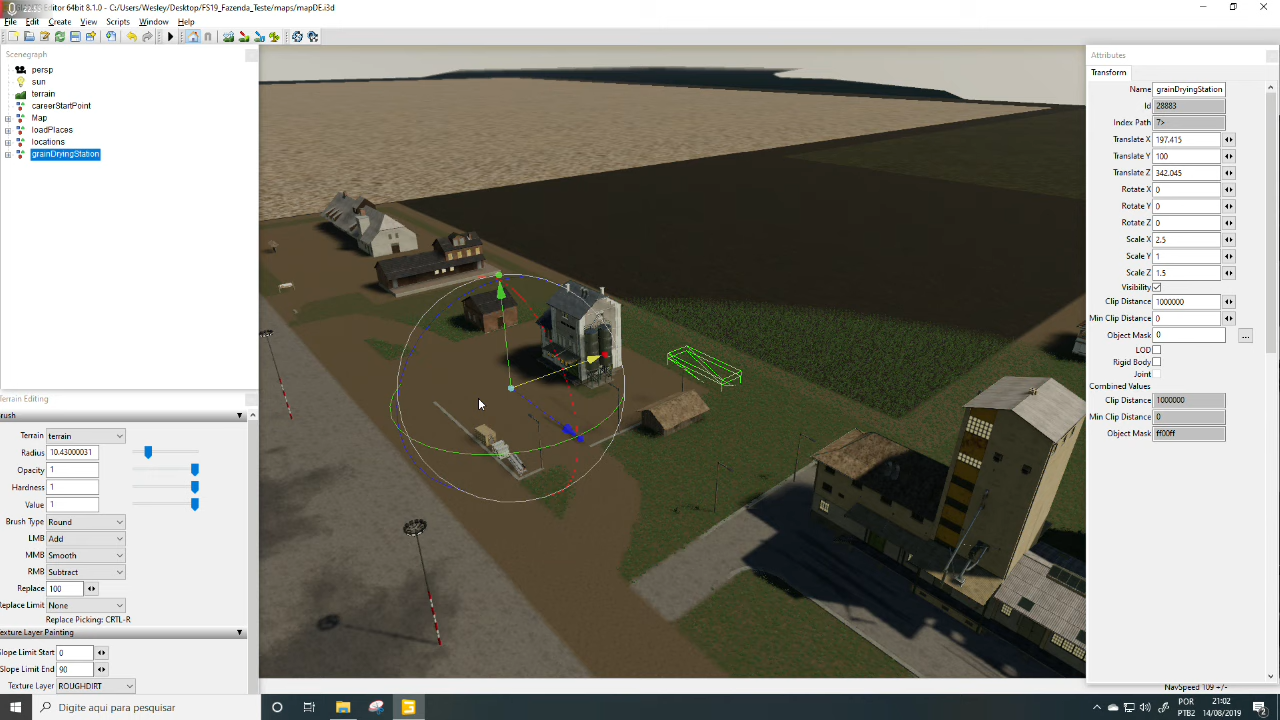 Editor 64bit 8.1.0 - C:/Users/Wesley/Desktop/FS19_Fazenda_Teste/maps/mapDE.i3d
File Edit Create View Scripts Window Help
Scenegraph
persp
sun
terrain
careerStartPoint
Map
loadPlaces
locations
grainDryingStation
Terrain Editing
Brush
Terrain terrain
Radius 10.43000031
Opacity 1
Hardness 1
Value 1
Brush Type Round
LMB Add
MMB Smooth
RMB Subtract
Replace 100
Replace Limit None
Replace Picking: CRTL-R
Texture Layer Painting
Slope Limit Start 0
Slope Limit End 90
Texture Layer ROUGHDIRT
Attributes
Transform
Name grainDryingStation
Id 28883
Index Path 7>
Translate X 197.415
Translate Y 100
Translate Z 342.045
Rotate X 0
Rotate Y 0
Rotate Z 0
Scale X 2.5
Scale Y 1
Scale Z 1.5
Visibility
Clip Distance 1000000
Min Clip Distance 0
Object Mask 0 ...
LOD
Rigid Body
Joint
Combined Values
Clip Distance 1000000
Min Clip Distance 0
Object Mask ff00ff
NavSpeed 109 +/-
Digite aqui para pesquisar
POR
PTB2
21:02
14/08/2019
2